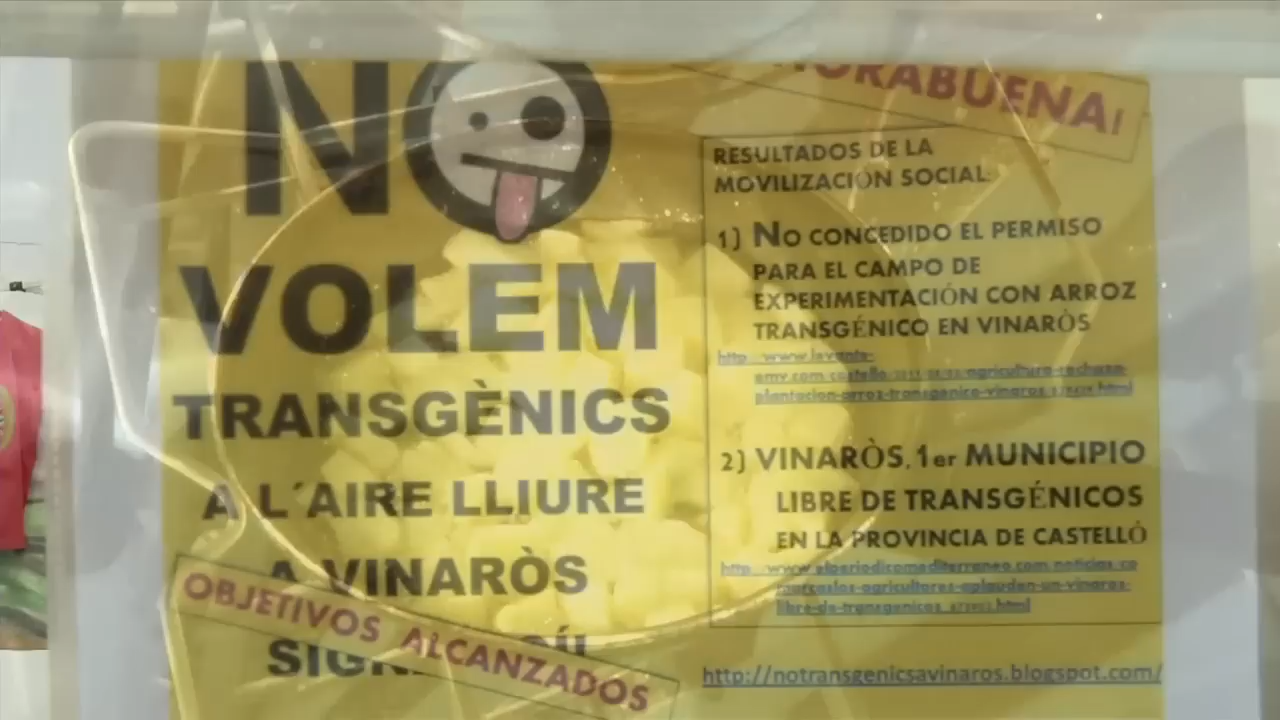 NO
VOLEM
TRANSGÈNICS
A L´AIRE LLIURE
A VINARÒS
OBJETIVOS ALCANZADOS
RESULTADOS DE LA
MOVILIZACIÓN SOCIAL:
1) NO CONCEDIDO EL PERMISO
PARA EL CAMPO DE
EXPERIMENTACIÓN CON ARROZ
TRANSGÉNICO EN VINARÒS
2) VINARÒS, 1er MUNICIPIO
LIBRE DE TRANSGÉNICOS
EN LA PROVINCIA DE CASTELLÓ
http://notransgenicsavinaros.blogspot.com/